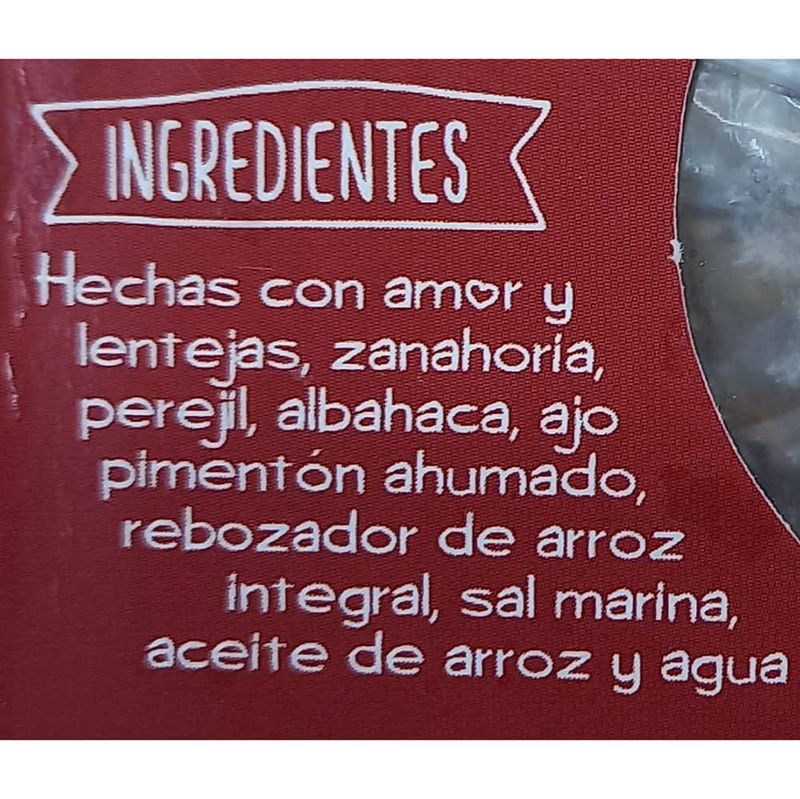 INGREDIENTES
Hechas con amor y
lentejas, zanahoria,
perejil, albahaca, ajo
pimentón ahumado,
rebozador de arroz
integral, sal marina,
aceite de arroz y agua